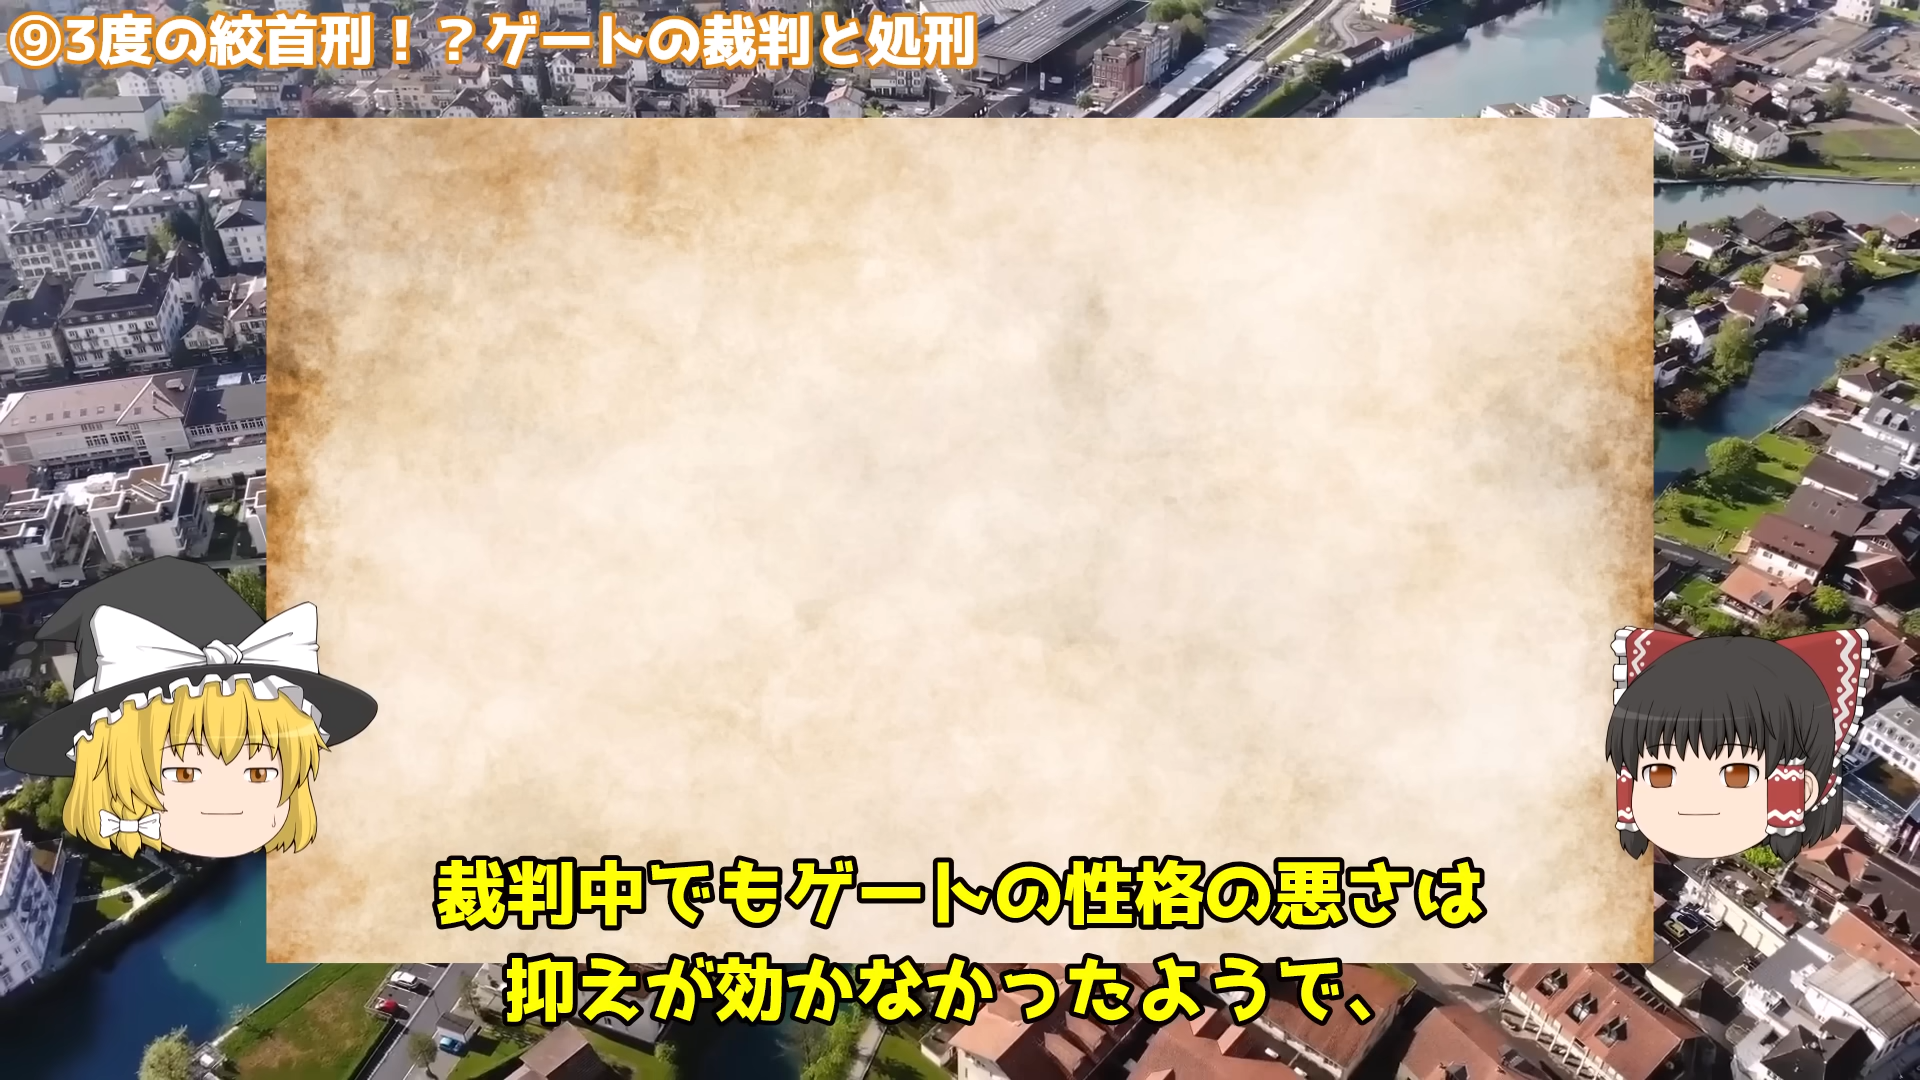 ⑨3度の絞首刑！？ゲートの裁判と処刑
裁判中でもゲートの性格の悪さは
抑えが効かなかったようで、